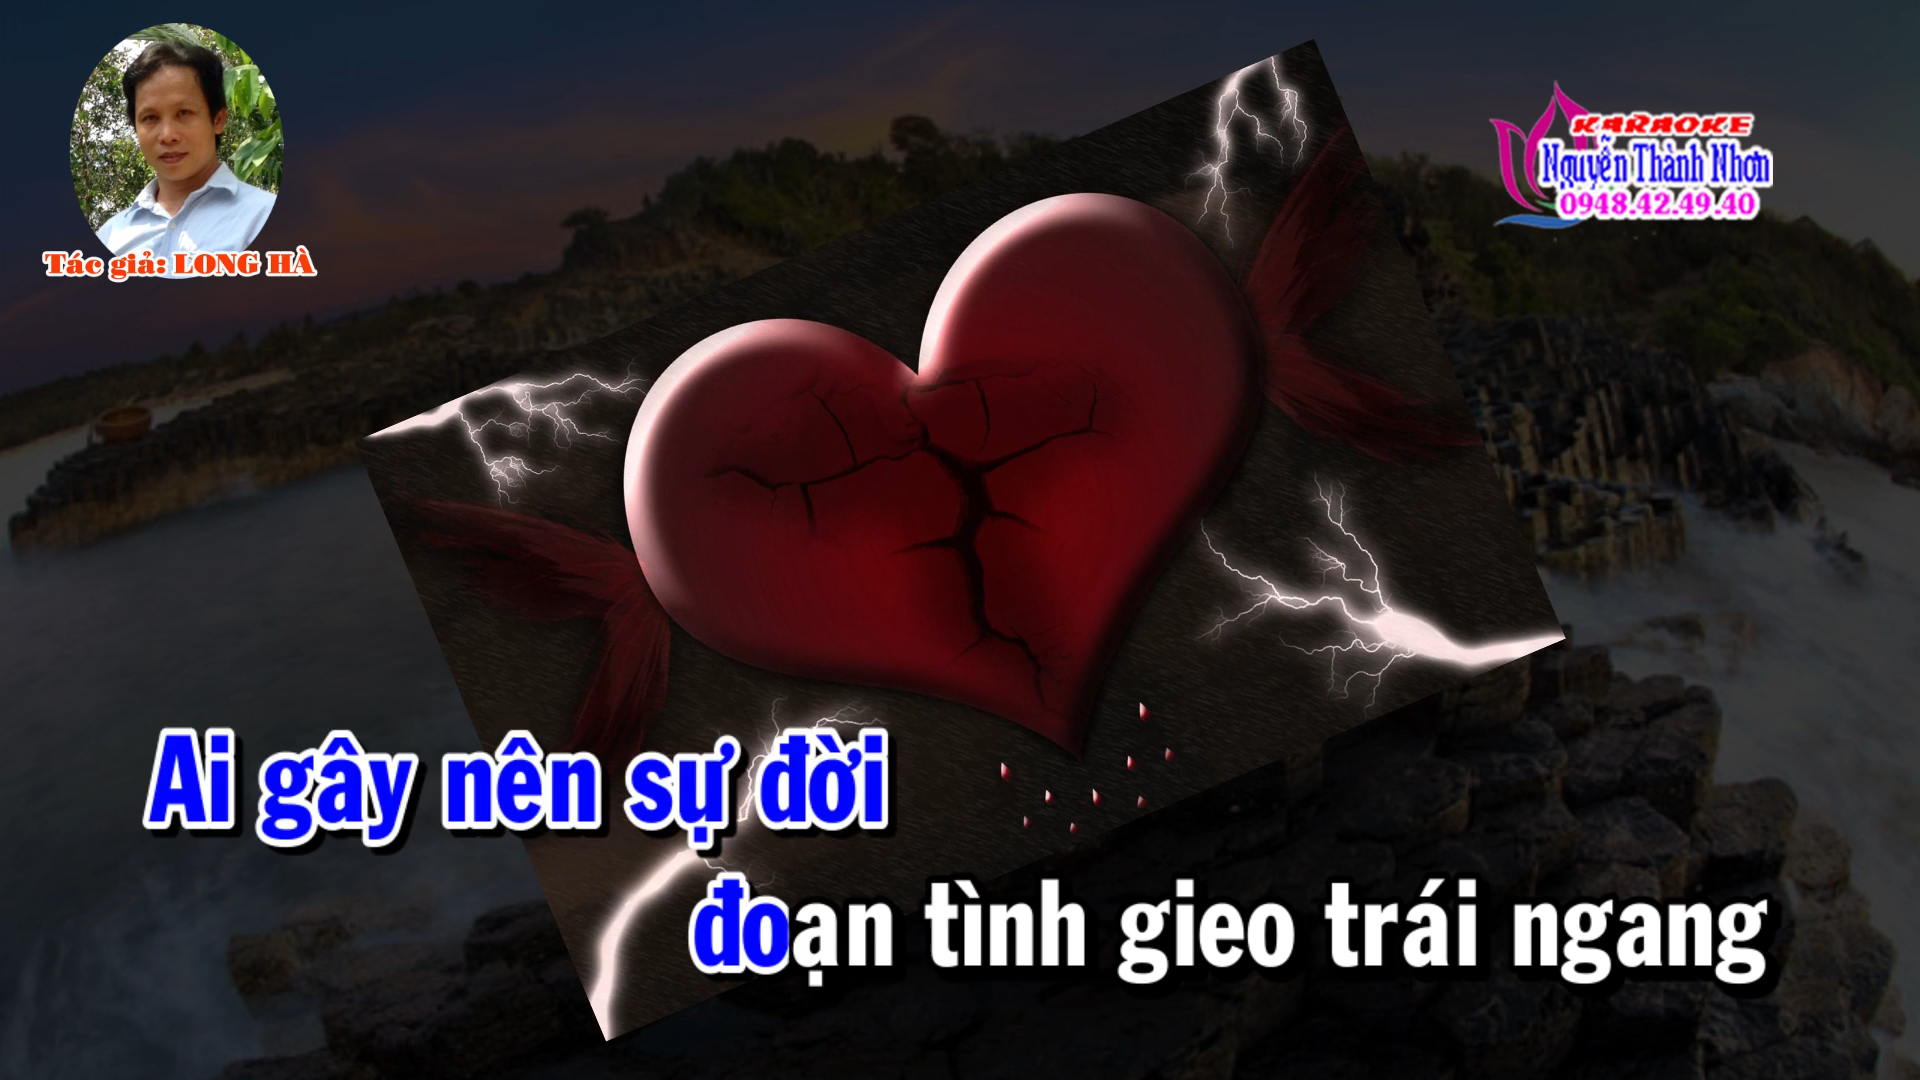 KARAOKE
Nguyễn Thành Nhơn
0948.42.49.40
Tác giả: LONG HÀ
Ai gây nên sự đời
đoạn tình gieo trái ngang